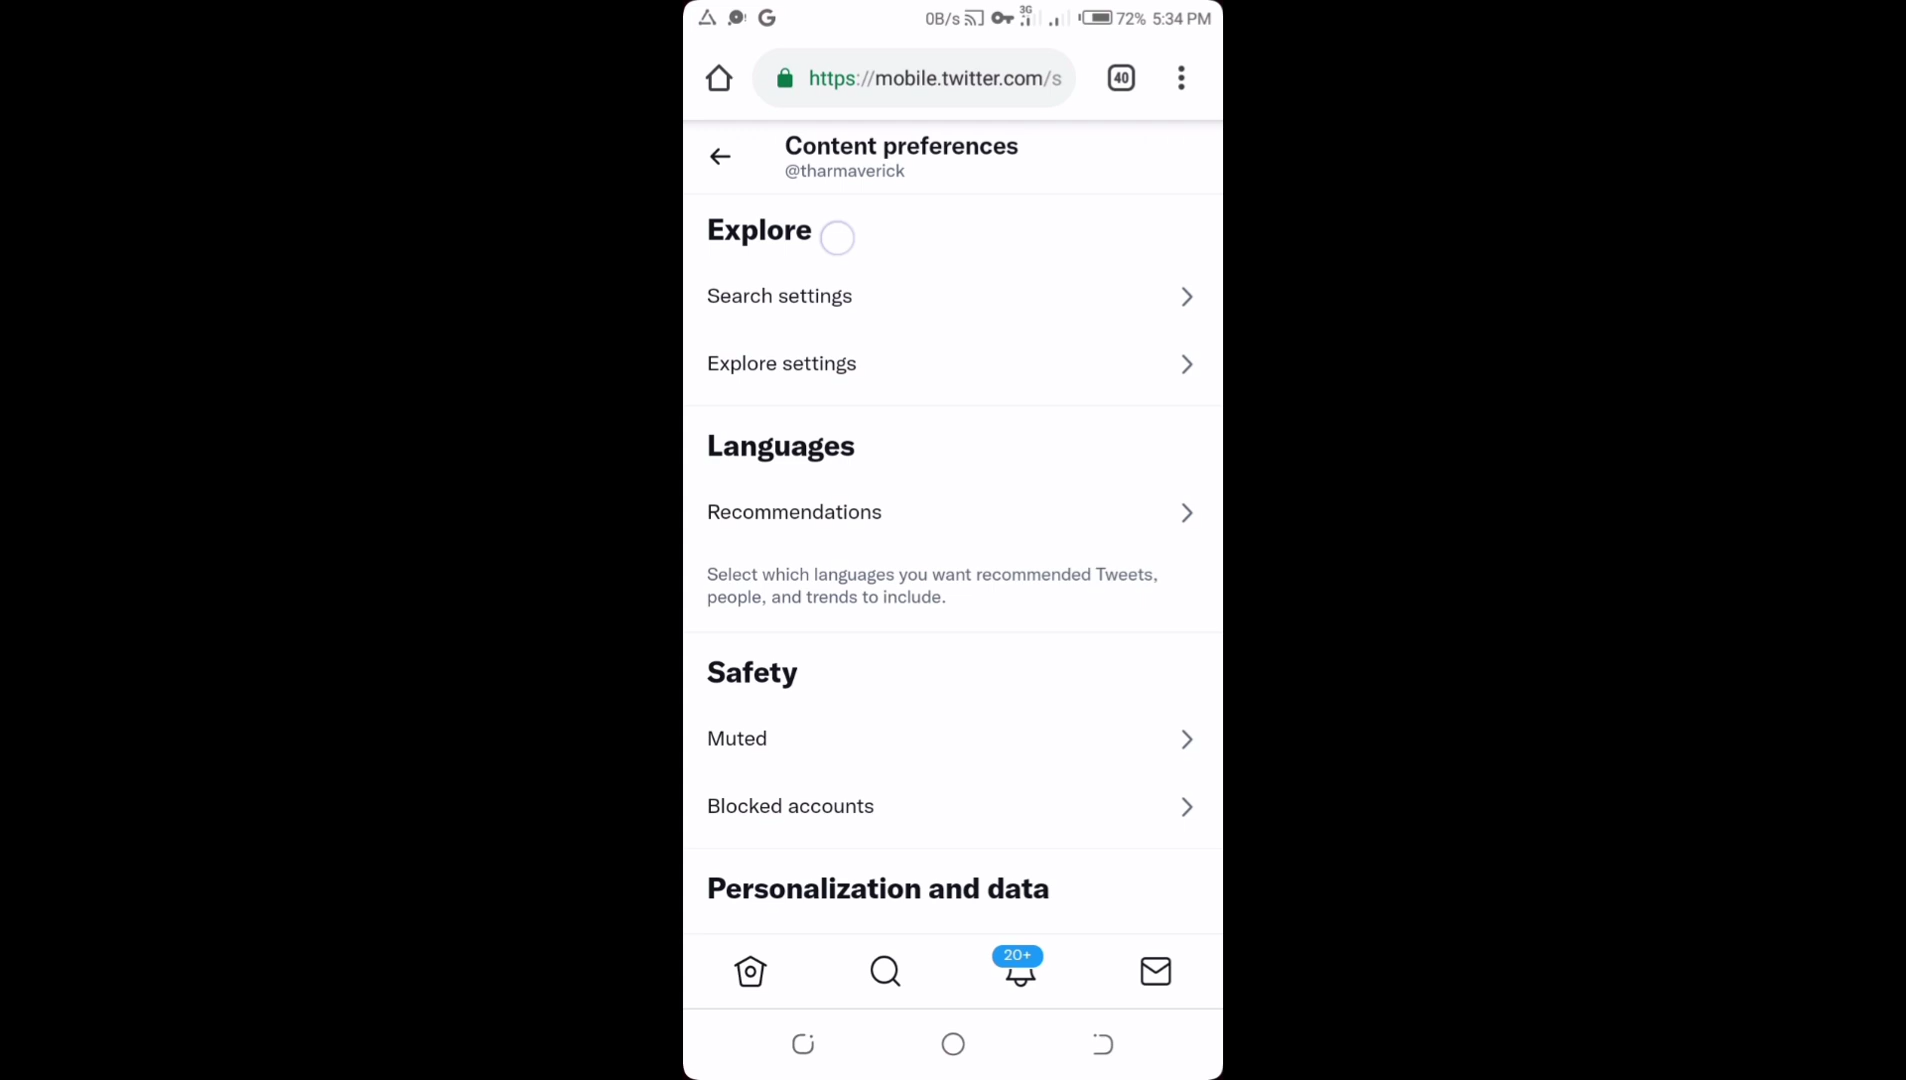 0B/s 3G 72% 5:34 PM
https://mobile.twitter.com/s 40
Content preferences
@tharmaverick
Explore
Search settings
Explore settings
Languages
Recommendations
Select which languages you want recommended Tweets,
people, and trends to include.
Safety
Muted
Blocked accounts
Personalization and data
20+